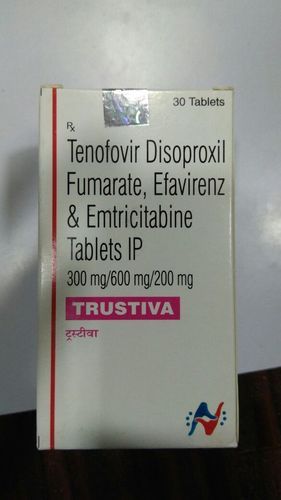 30 Tablets
Rx
Tenofovir Disoproxil
Fumarate, Efavirenz
& Emtricitabine
Tablets IP
300 mg/600 mg/200 mg
TRUSTIVA
ट्रस्टीवा